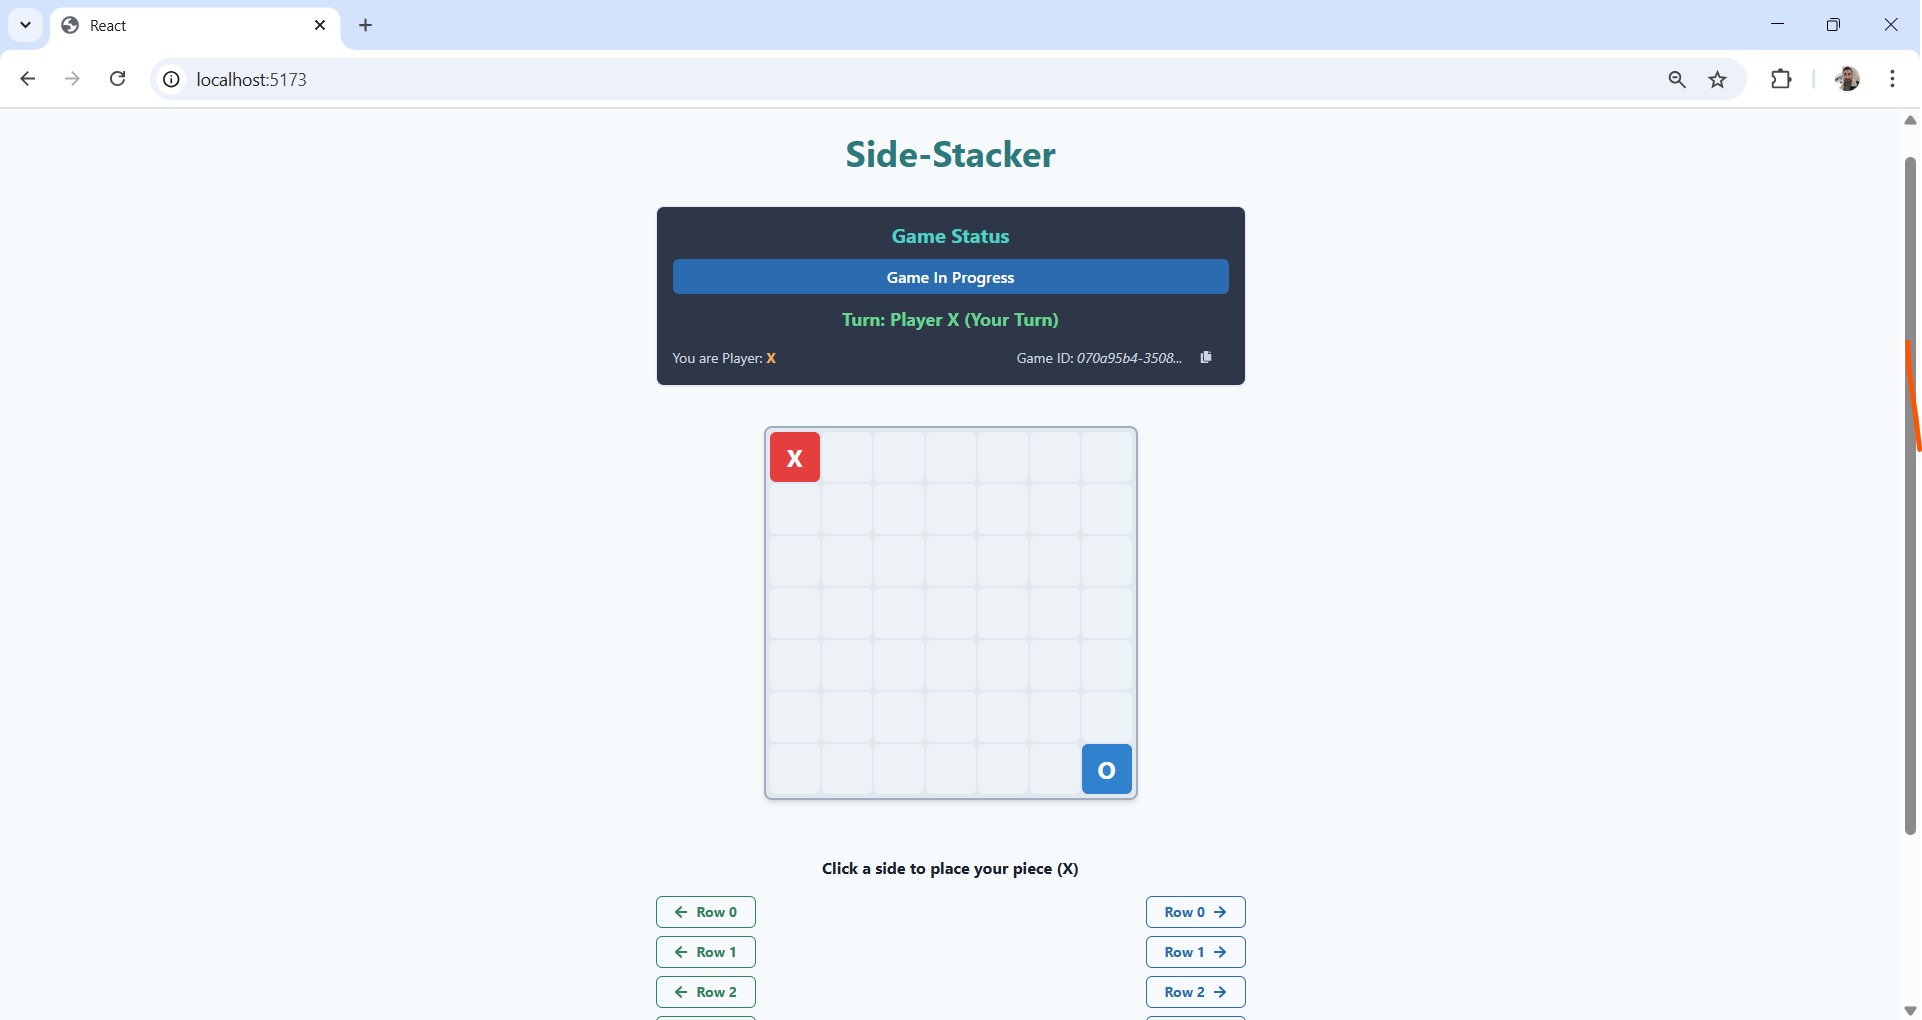 React
localhost:5173
Side-Stacker
Game Status
Game In Progress
Turn: Player X (Your Turn)
You are Player: X
Game ID: 070a95b4-3508...
X
O
Click a side to place your piece (X)
← Row 0
Row 0 →
← Row 1
Row 1 →
← Row 2
Row 2 →